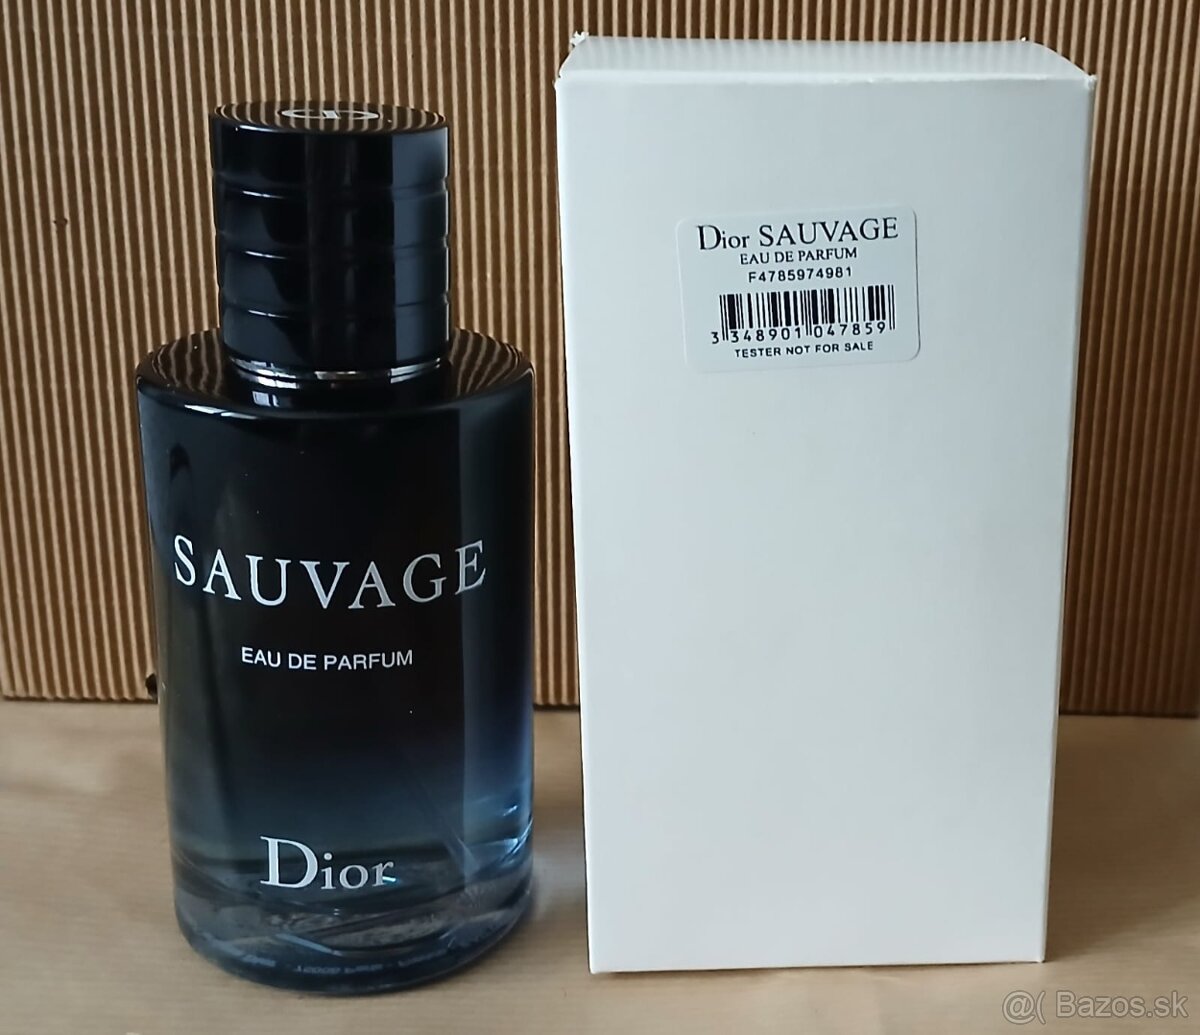 SAUVAGE
EAU DE PARFUM
Dior
Dior SAUVAGE
EAU DE PARFUM
F4785974981
3 348901 047859
TESTER NOT FOR SALE
@( Bazos.sk